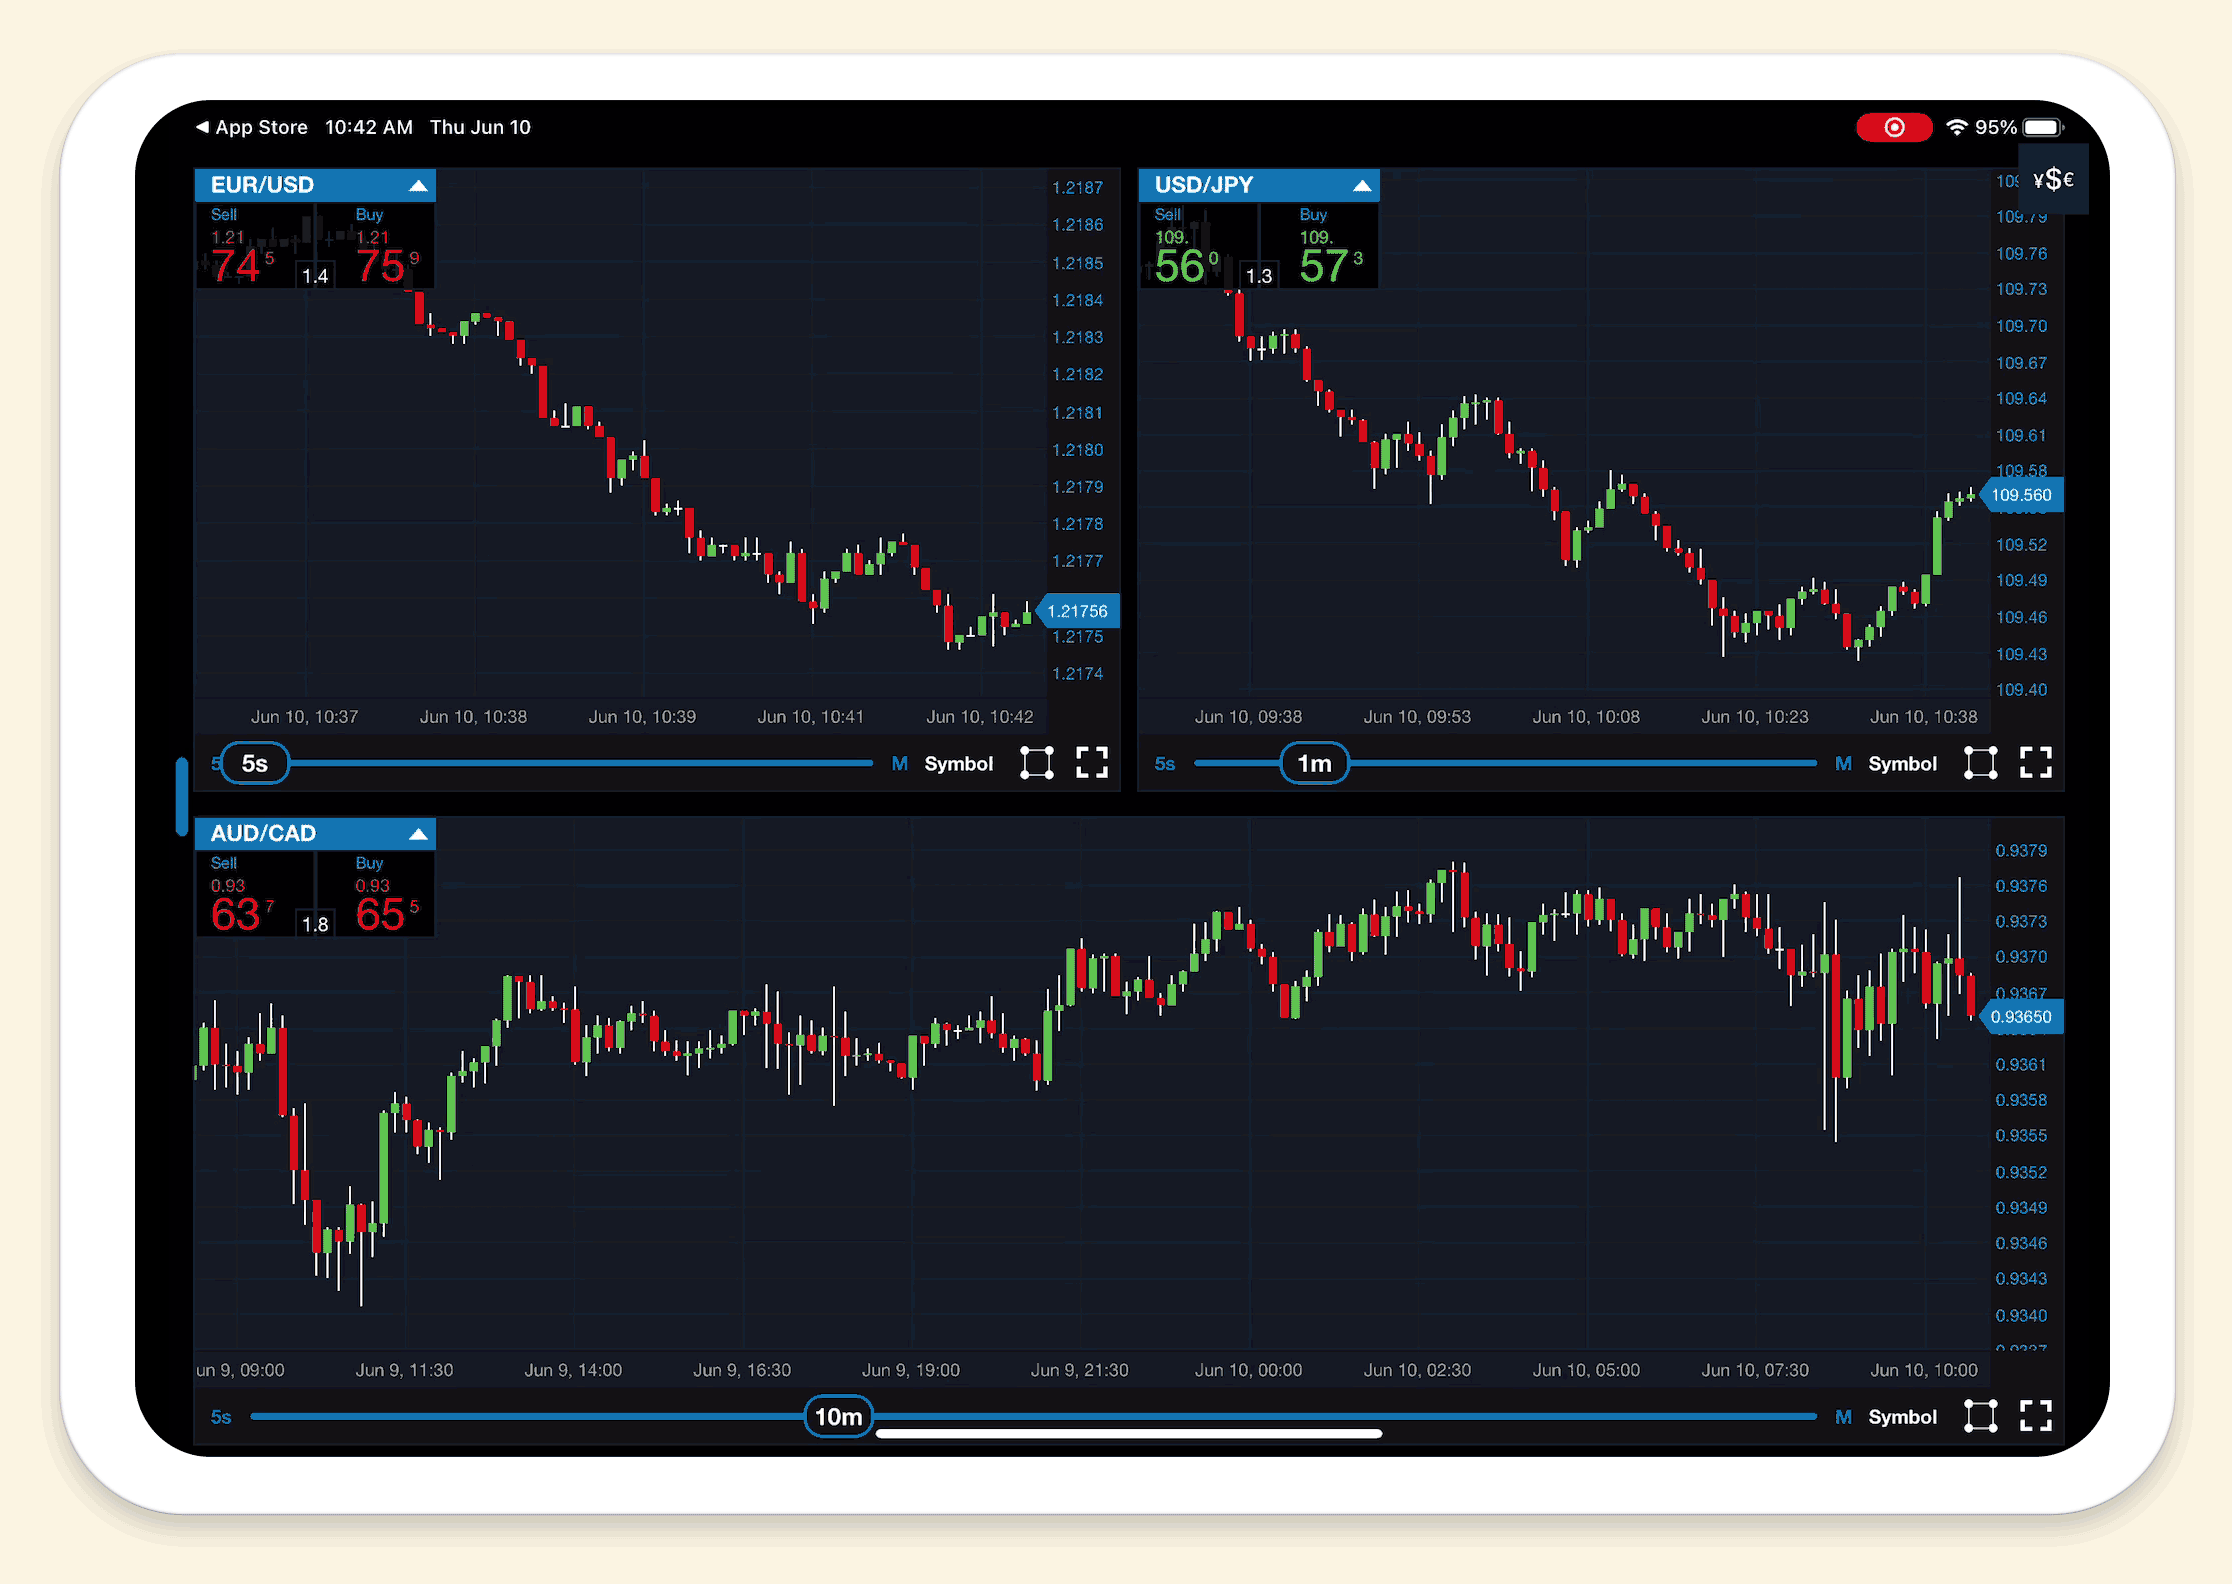 App Store 10:42 AM Thu Jun 10
95%
¥$€
EUR/USD
Sell Buy
1.21 1.21
74 5 1.4 75 9
1.2187
1.2186
1.2185
1.2184
1.2183
1.2182
1.2181
1.2180
1.2179
1.2178
1.2177
1.21756
1.2175
1.2174
Jun 10, 10:37 Jun 10, 10:38 Jun 10, 10:39 Jun 10, 10:41 Jun 10, 10:42
5s M Symbol
USD/JPY
Sell Buy
109. 109.
56 0 1.3 57 3
109.79
109.76
109.73
109.70
109.67
109.64
109.61
109.58
109.560
109.52
109.49
109.46
109.43
109.40
Jun 10, 09:38 Jun 10, 09:53 Jun 10, 10:08 Jun 10, 10:23 Jun 10, 10:38
5s 1m M Symbol
AUD/CAD
Sell Buy
0.93 0.93
63 7 1.8 65 5
0.9379
0.9376
0.9373
0.9370
0.9367
0.93650
0.9361
0.9358
0.9355
0.9352
0.9349
0.9346
0.9343
0.9340
un 9, 09:00 Jun 9, 11:30 Jun 9, 14:00 Jun 9, 16:30 Jun 9, 19:00 Jun 9, 21:30 Jun 10, 00:00 Jun 10, 02:30 Jun 10, 05:00 Jun 10, 07:30 Jun 10, 10:00
5s 10m M Symbol